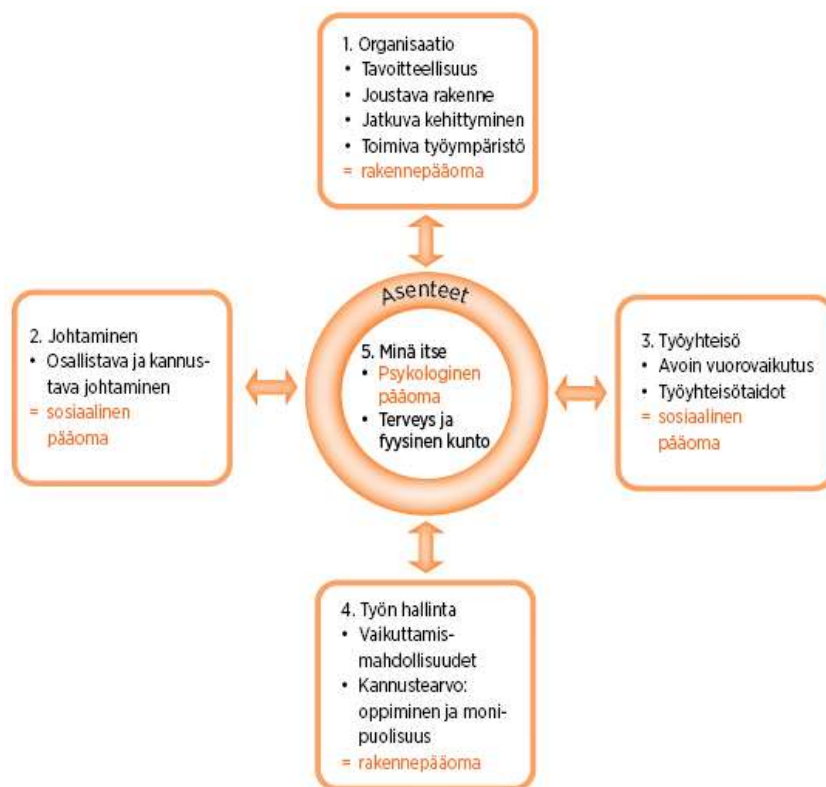 1. Organisaatio
• Tavoitteellisuus
• Joustava rakenne
• Jatkuva kehittyminen
• Toimiva työympäristö
= rakennepääoma
2. Johtaminen
• Osallistava ja kannus-
tava johtaminen
= sosiaalinen
pääoma
Asenteet
5. Minä itse
• Psykologinen
pääoma
• Terveys ja
fyysinen kunto
3. Työyhteisö
• Avoin vuorovaikutus
• Työyhteisötaidot
= sosiaalinen
pääoma
4. Työn hallinta
• Vaikuttamis-
mahdollisuudet
• Kannustearvo:
oppiminen ja moni-
puolisuus
= rakennepääoma